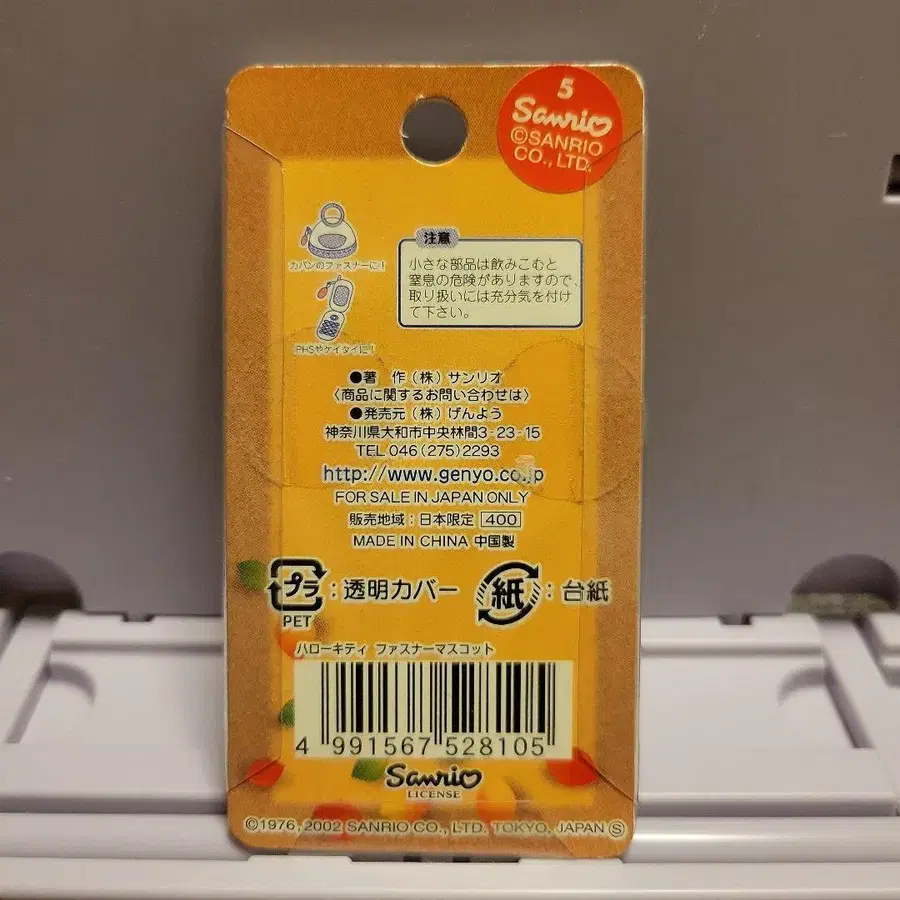 5
Sanrio
©SANRIO
CO., LTD.
カバンのファスナーに!
PHSやケイタイに!
注意
小さな部品は飲みこむと
窒息の危険がありますので、
取り扱いには充分気を付け
て下さい。
●著 作(株)サンリオ
〈商品に関するお問い合わせは〉
●発売元(株)げんよう
神奈川県大和市中央林間3-23-15
TEL 046(275)2293
http://www.genyo.co.jp
FOR SALE IN JAPAN ONLY
販売地域:日本限定 400
MADE IN CHINA 中国製
プラ:透明カバー 紙:台紙
PET
ハローキティ ファスナーマスコット
4 991567 528105
Sanrio
LICENSE
©1976, 2002 SANRIO CO., LTD. TOKYO, JAPAN Ⓢ